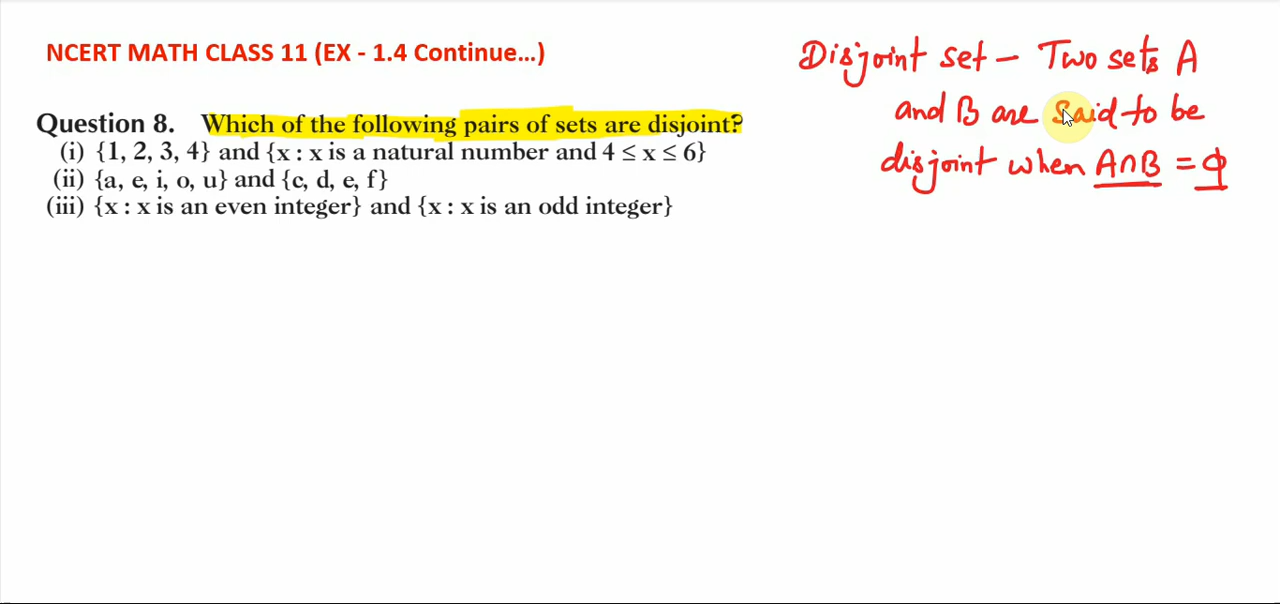 NCERT MATH CLASS 11 (EX - 1.4 Continue...)
Disjoint set - Two sets A
and B are said to be
disjoint when A∩B = ϕ
Question 8. Which of the following pairs of sets are disjoint?
(i) {1, 2, 3, 4} and {x : x is a natural number and 4 ≤ x ≤ 6}
(ii) {a, e, i, o, u} and {c, d, e, f}
(iii) {x : x is an even integer} and {x : x is an odd integer}